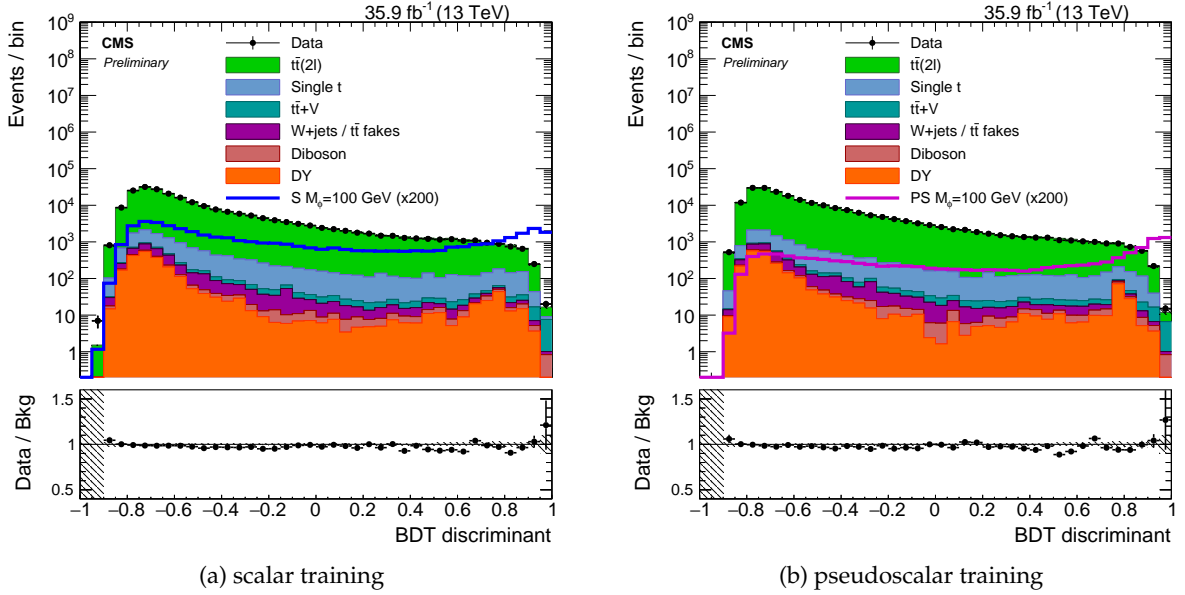 35.9 fb⁻¹ (13 TeV)
Events / bin
10⁹
10⁸
10⁷
10⁶
10⁵
10⁴
10³
10²
10
1
CMS
Preliminary
Data
tt̄(2l)
Single t
tt̄+V
W+jets / tt̄ fakes
Diboson
DY
S Mᵩ=100 GeV (x200)
Data / Bkg
1.5
1
0.5
−1 −0.8 −0.6 −0.4 −0.2 0 0.2 0.4 0.6 0.8 1
BDT discriminant
(a) scalar training
35.9 fb⁻¹ (13 TeV)
Events / bin
10⁹
10⁸
10⁷
10⁶
10⁵
10⁴
10³
10²
10
1
CMS
Preliminary
Data
tt̄(2l)
Single t
tt̄+V
W+jets / tt̄ fakes
Diboson
DY
PS Mᵩ=100 GeV (x200)
Data / Bkg
1.5
1
0.5
−1 −0.8 −0.6 −0.4 −0.2 0 0.2 0.4 0.6 0.8 1
BDT discriminant
(b) pseudoscalar training